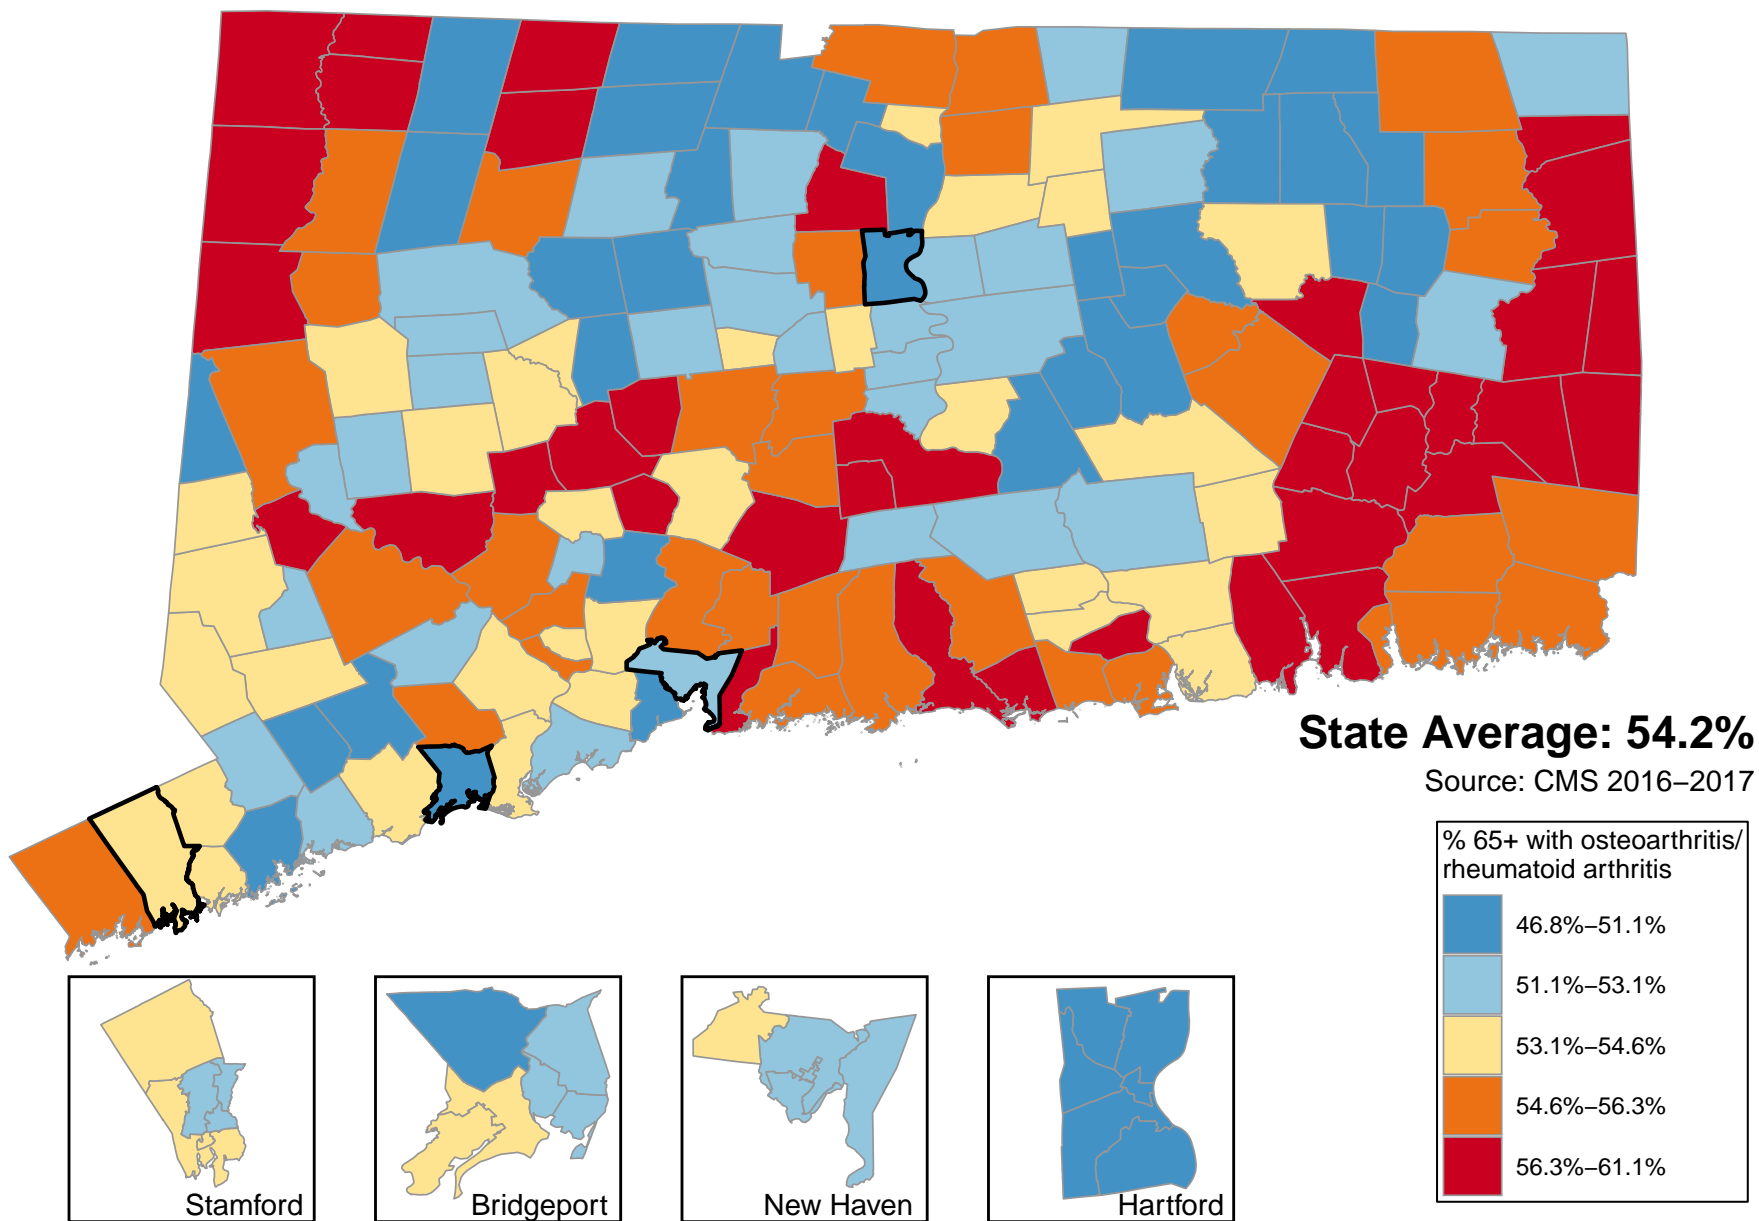 State Average: 54.2%
Source: CMS 2016–2017
% 65+ with osteoarthritis/
rheumatoid arthritis
46.8%–51.1%
51.1%–53.1%
53.1%–54.6%
54.6%–56.3%
56.3%–61.1%
Stamford
Bridgeport
New Haven
Hartford